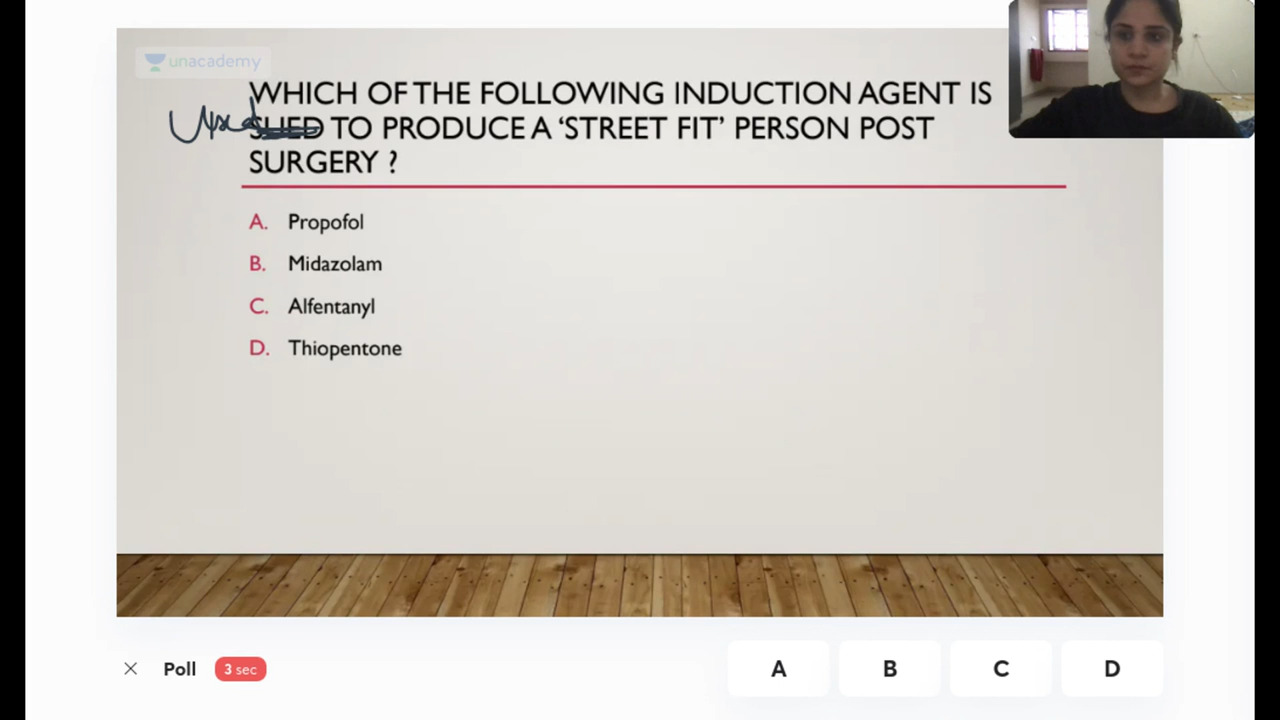 unacademy
WHICH OF THE FOLLOWING INDUCTION AGENT IS
Used SUED TO PRODUCE A ‘STREET FIT’ PERSON POST
SURGERY ?
A. Propofol
B. Midazolam
C. Alfentanyl
D. Thiopentone
Poll 3 sec A B C D